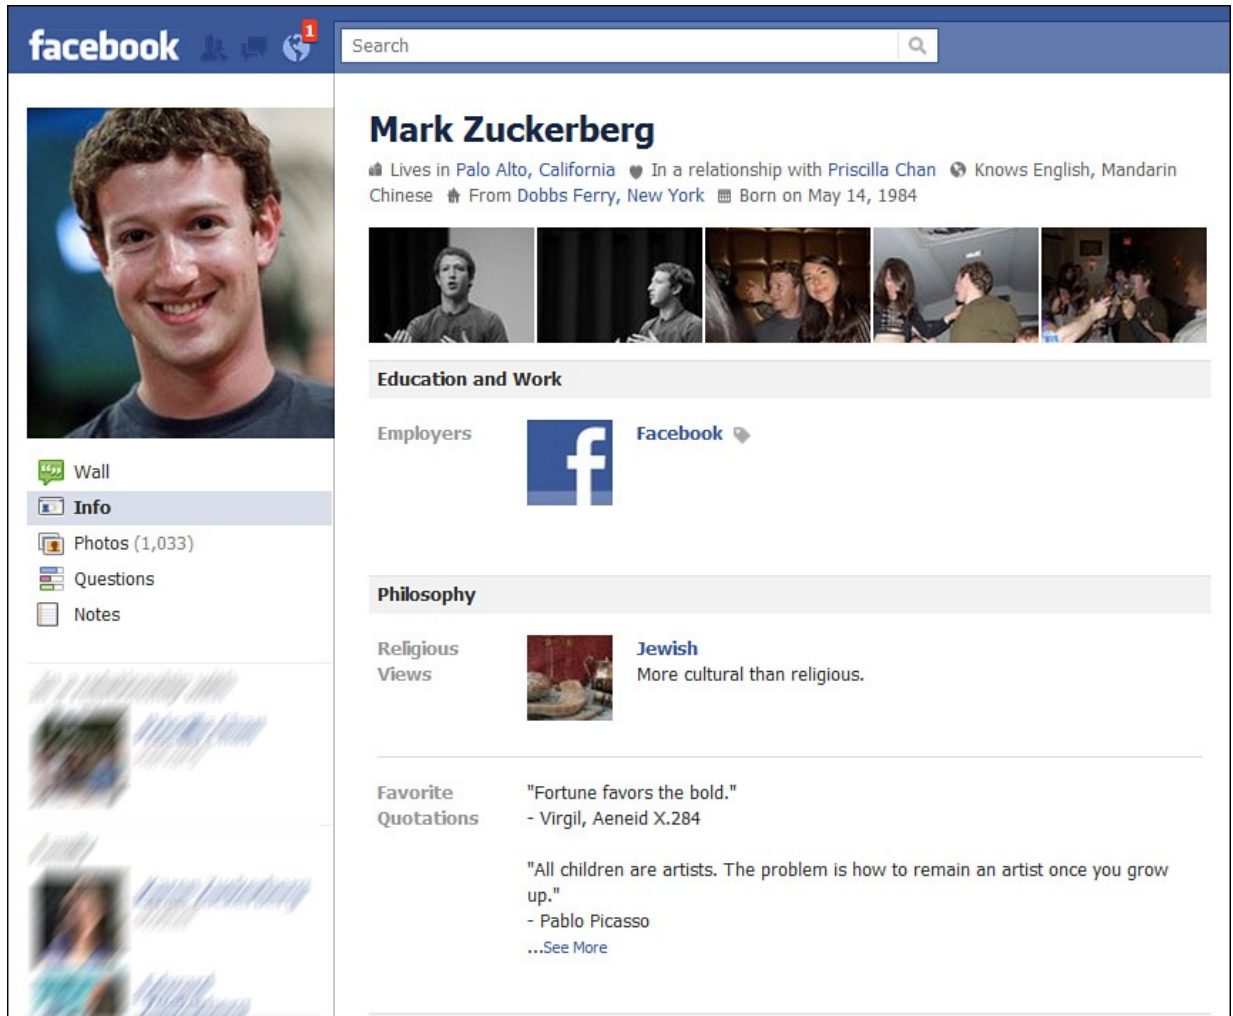 facebook
1
Search
Mark Zuckerberg
Lives in Palo Alto, California In a relationship with Priscilla Chan Knows English, Mandarin
Chinese From Dobbs Ferry, New York Born on May 14, 1984
Education and Work
Employers
Facebook
Wall
Info
Photos (1,033)
Questions
Notes
Philosophy
Religious
Views
Jewish
More cultural than religious.
Favorite
Quotations
"Fortune favors the bold."
- Virgil, Aeneid X.284
"All children are artists. The problem is how to remain an artist once you grow
up."
- Pablo Picasso
...See More